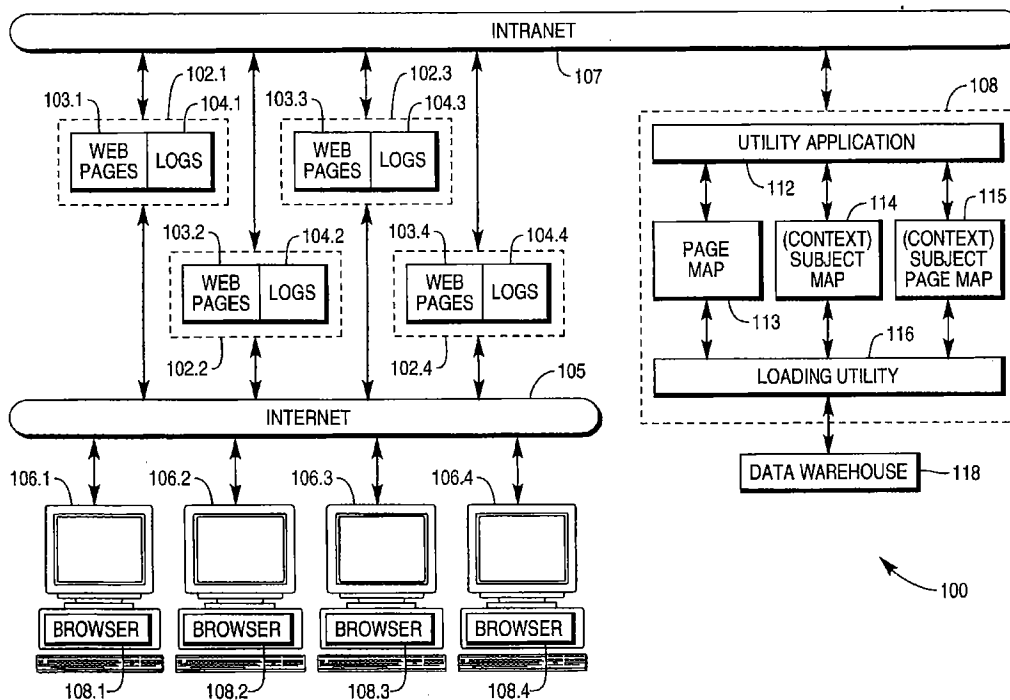 INTRANET
107
102.1
102.3
103.1
104.1
103.3
104.3
108
WEB
PAGES
LOGS
WEB
PAGES
LOGS
UTILITY APPLICATION
112
114
115
103.2
104.2
103.4
104.4
PAGE
MAP
(CONTEXT)
SUBJECT
MAP
(CONTEXT)
SUBJECT
PAGE MAP
WEB
PAGES
LOGS
WEB
PAGES
LOGS
113
116
102.2
102.4
105
LOADING UTILITY
INTERNET
106.1
106.2
106.3
106.4
DATA WAREHOUSE
118
100
BROWSER
BROWSER
BROWSER
BROWSER
108.1
108.2
108.3
108.4